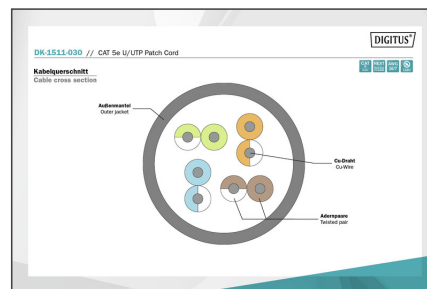 DIGITUS®
DK-1511-030 // CAT 5e U/UTP Patch Cord
Kabelquerschnitt
Cable cross section
Außenmantel
Outer jacket
Cu-Draht
Cu-Wire
Aderspaare
Twisted pair